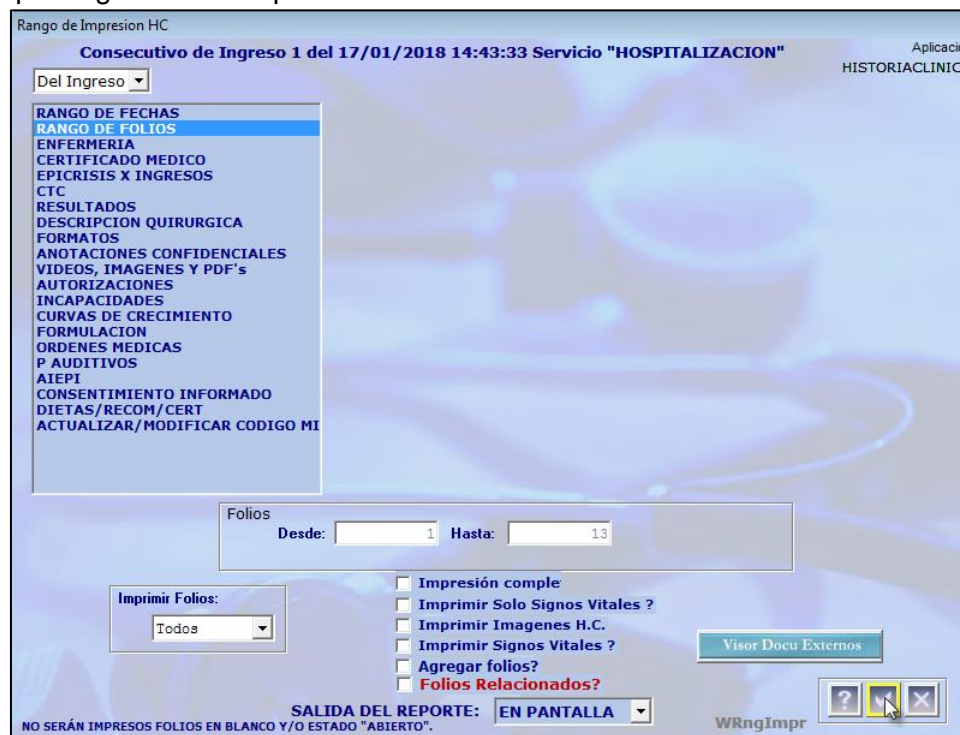 Rango de Impresion HC
Consecutivo de Ingreso 1 del 17/01/2018 14:43:33 Servicio "HOSPITALIZACION"
Aplicació
HISTORIACLINIC
Del Ingreso
RANGO DE FECHAS
RANGO DE FOLIOS
ENFERMERIA
CERTIFICADO MEDICO
EPICRISIS X INGRESOS
CTC
RESULTADOS
DESCRIPCION QUIRURGICA
FORMATOS
ANOTACIONES CONFIDENCIALES
VIDEOS, IMAGENES Y PDF's
AUTORIZACIONES
INCAPACIDADES
CURVAS DE CRECIMIENTO
FORMULACION
ORDENES MEDICAS
P AUDITIVOS
AIEPI
CONSENTIMIENTO INFORMADO
DIETAS/RECOM/CERT
ACTUALIZAR/MODIFICAR CODIGO MI
Folios
Desde: 1 Hasta: 13
Imprimir Folios:
Todos
Impresión comple
Imprimir Solo Signos Vitales ?
Imprimir Imagenes H.C.
Imprimir Signos Vitales ?
Agregar folios?
Folios Relacionados?
Visor Docu Externos
?
SALIDA DEL REPORTE: EN PANTALLA
WRngImpr
NO SERÁN IMPRESOS FOLIOS EN BLANCO Y/O ESTADO "ABIERTO".